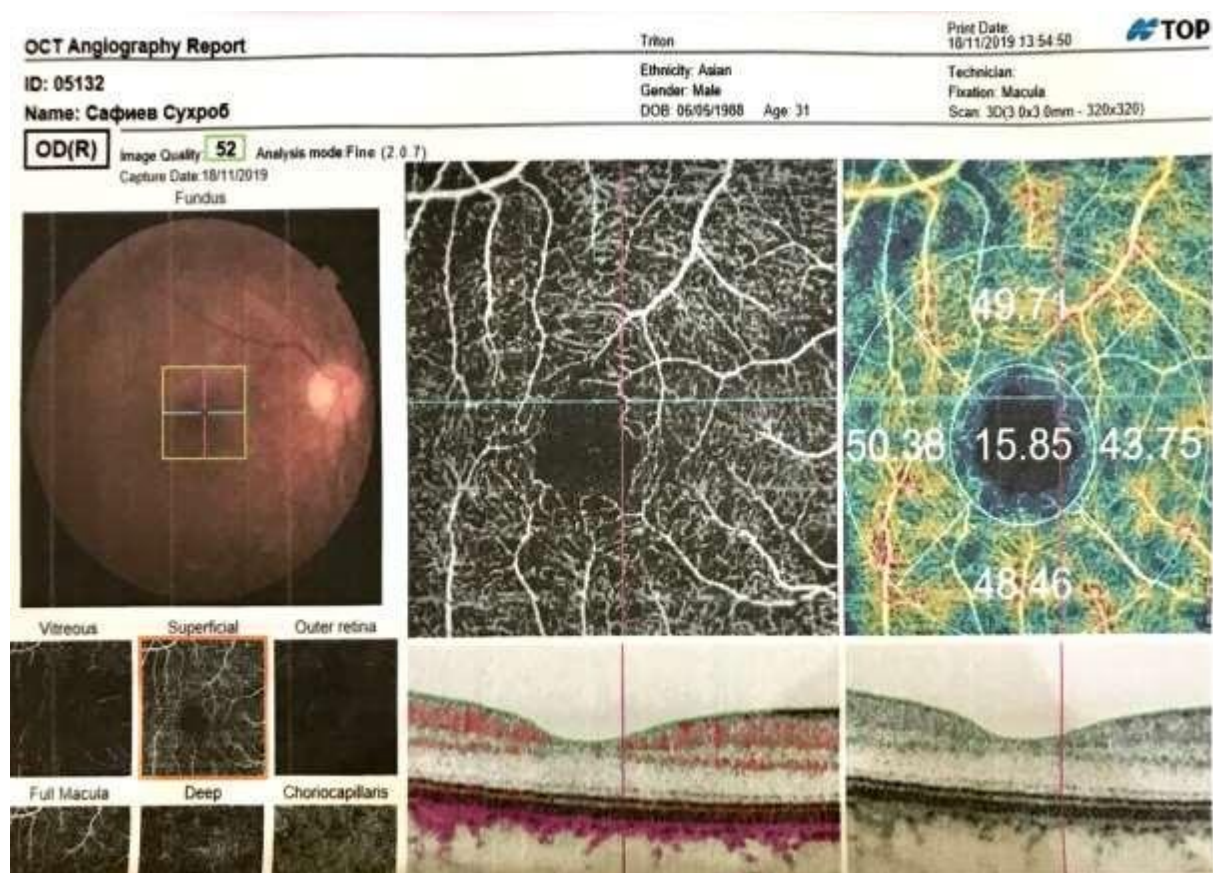 OCT Angiography Report
Triton
Print Date:
18/11/2019 13:54:50
TOP
ID: 05132
Ethnicity: Asian
Technician:
Name: Сафиев Сухроб
Gender: Male
Fixation: Macula
DOB: 06/05/1988 Age: 31
Scan: 3D(3.0x3.0mm - 320x320)
OD(R)
Image Quality: 52 Analysis mode:Fine (2.0.7)
Capture Date:18/11/2019
Fundus
49.71
50.38 15.85 43.75
48.46
Vitreous Superficial Outer retina
Full Macula Deep Choriocapillaris